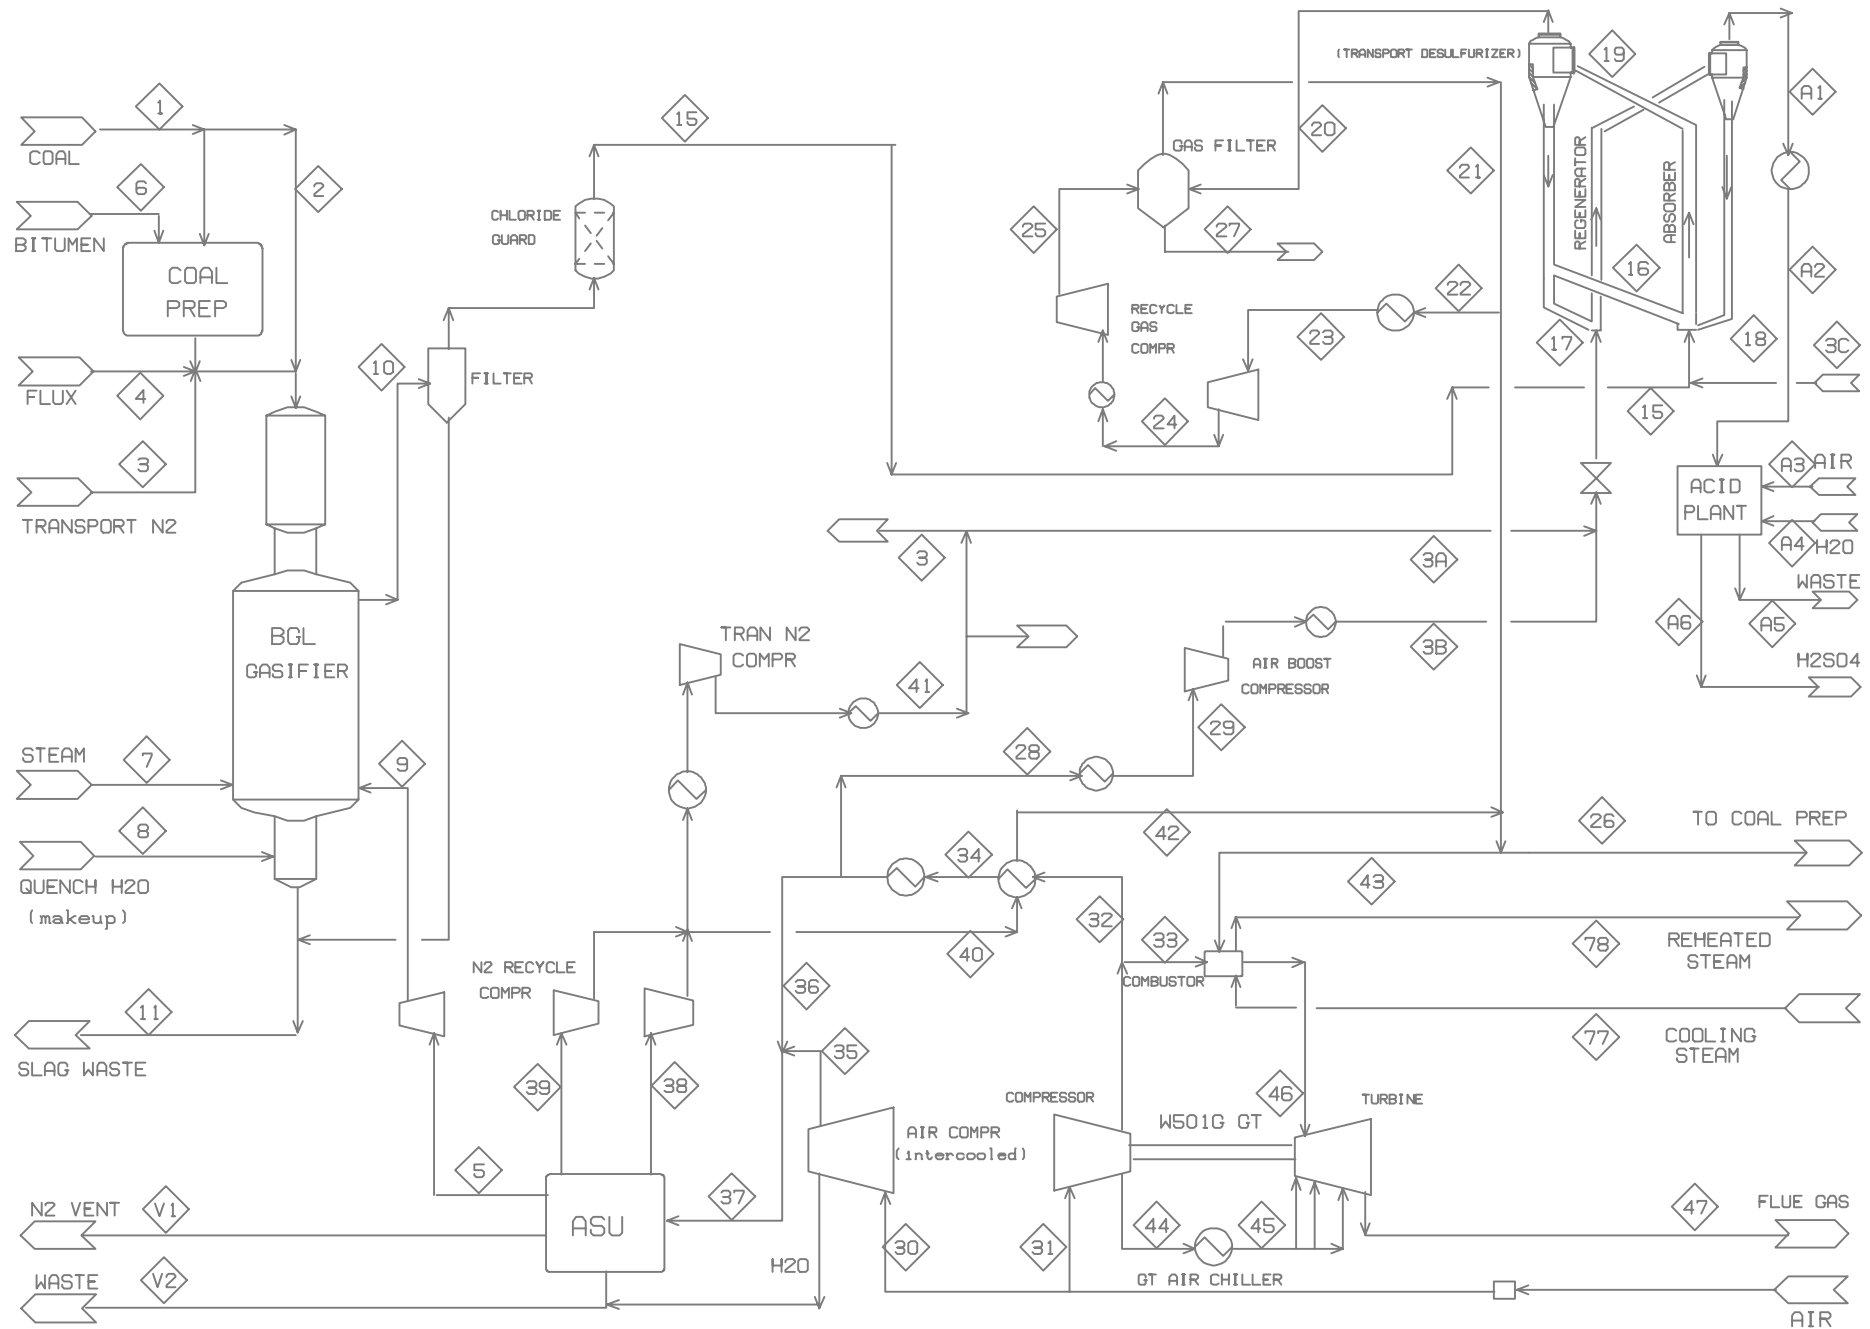 (TRANSPORT DESULFURIZER)
19
A1
1
15
20
COAL
GAS FILTER
21
6
2
REGENERATOR
ABSORBER
BITUMEN
CHLORIDE
GUARD
25
27
COAL
PREP
16
A2
22
RECYCLE
GAS
COMPR
23
17
18
3C
10
FILTER
FLUX
4
24
15
3
A3
AIR
ACID
PLANT
TRANSPORT N2
3
3A
A4
H2O
WASTE
A6
A5
BGL
GASIFIER
TRAN N2
COMPR
3B
H2SO4
41
AIR BOOST
COMPRESSOR
STEAM
7
9
28
29
8
42
26
TO COAL PREP
QUENCH H2O
(makeup)
34
43
32
33
40
78
REHEATED
STEAM
N2 RECYCLE
COMPR
36
COMBUSTOR
11
77
COOLING
STEAM
SLAG WASTE
35
39
38
46
COMPRESSOR
TURBINE
W501G GT
AIR COMPR
(intercooled)
5
37
N2 VENT
V1
ASU
44
45
47
FLUE GAS
30
31
H2O
WASTE
V2
GT AIR CHILLER
AIR